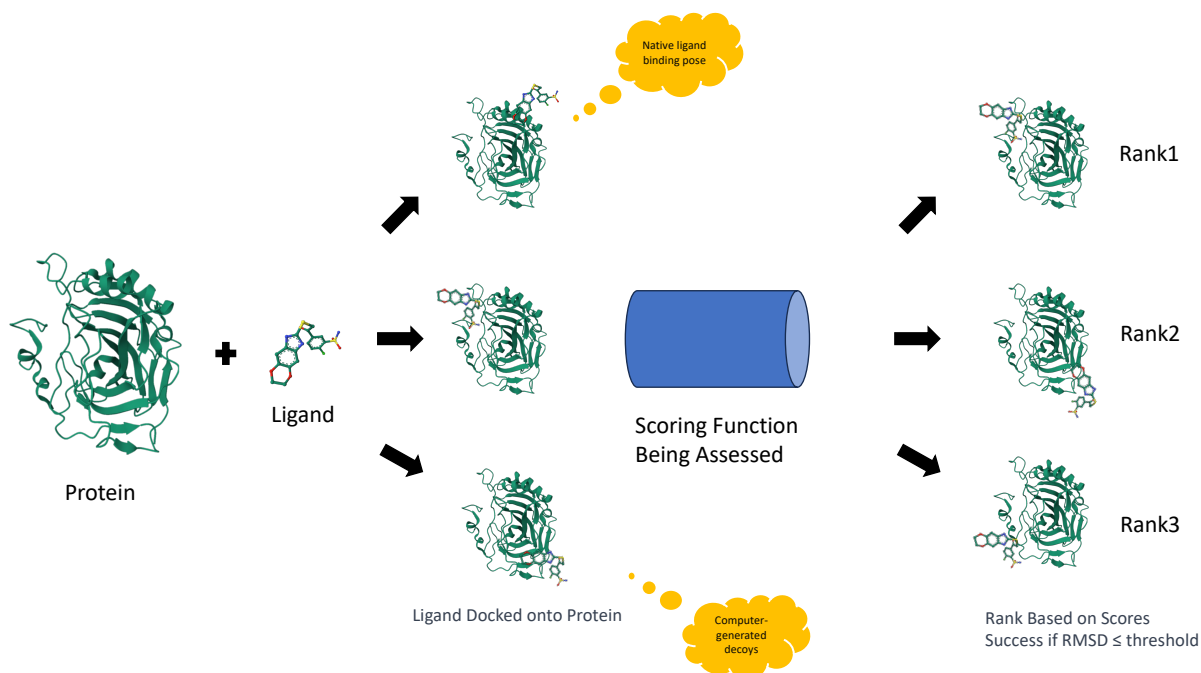 Native ligand
binding pose
Rank1
Rank2
Ligand
Scoring Function
Being Assessed
Protein
Rank3
Ligand Docked onto Protein
Computer-
generated
decoys
Rank Based on Scores
Success if RMSD ≤ threshold